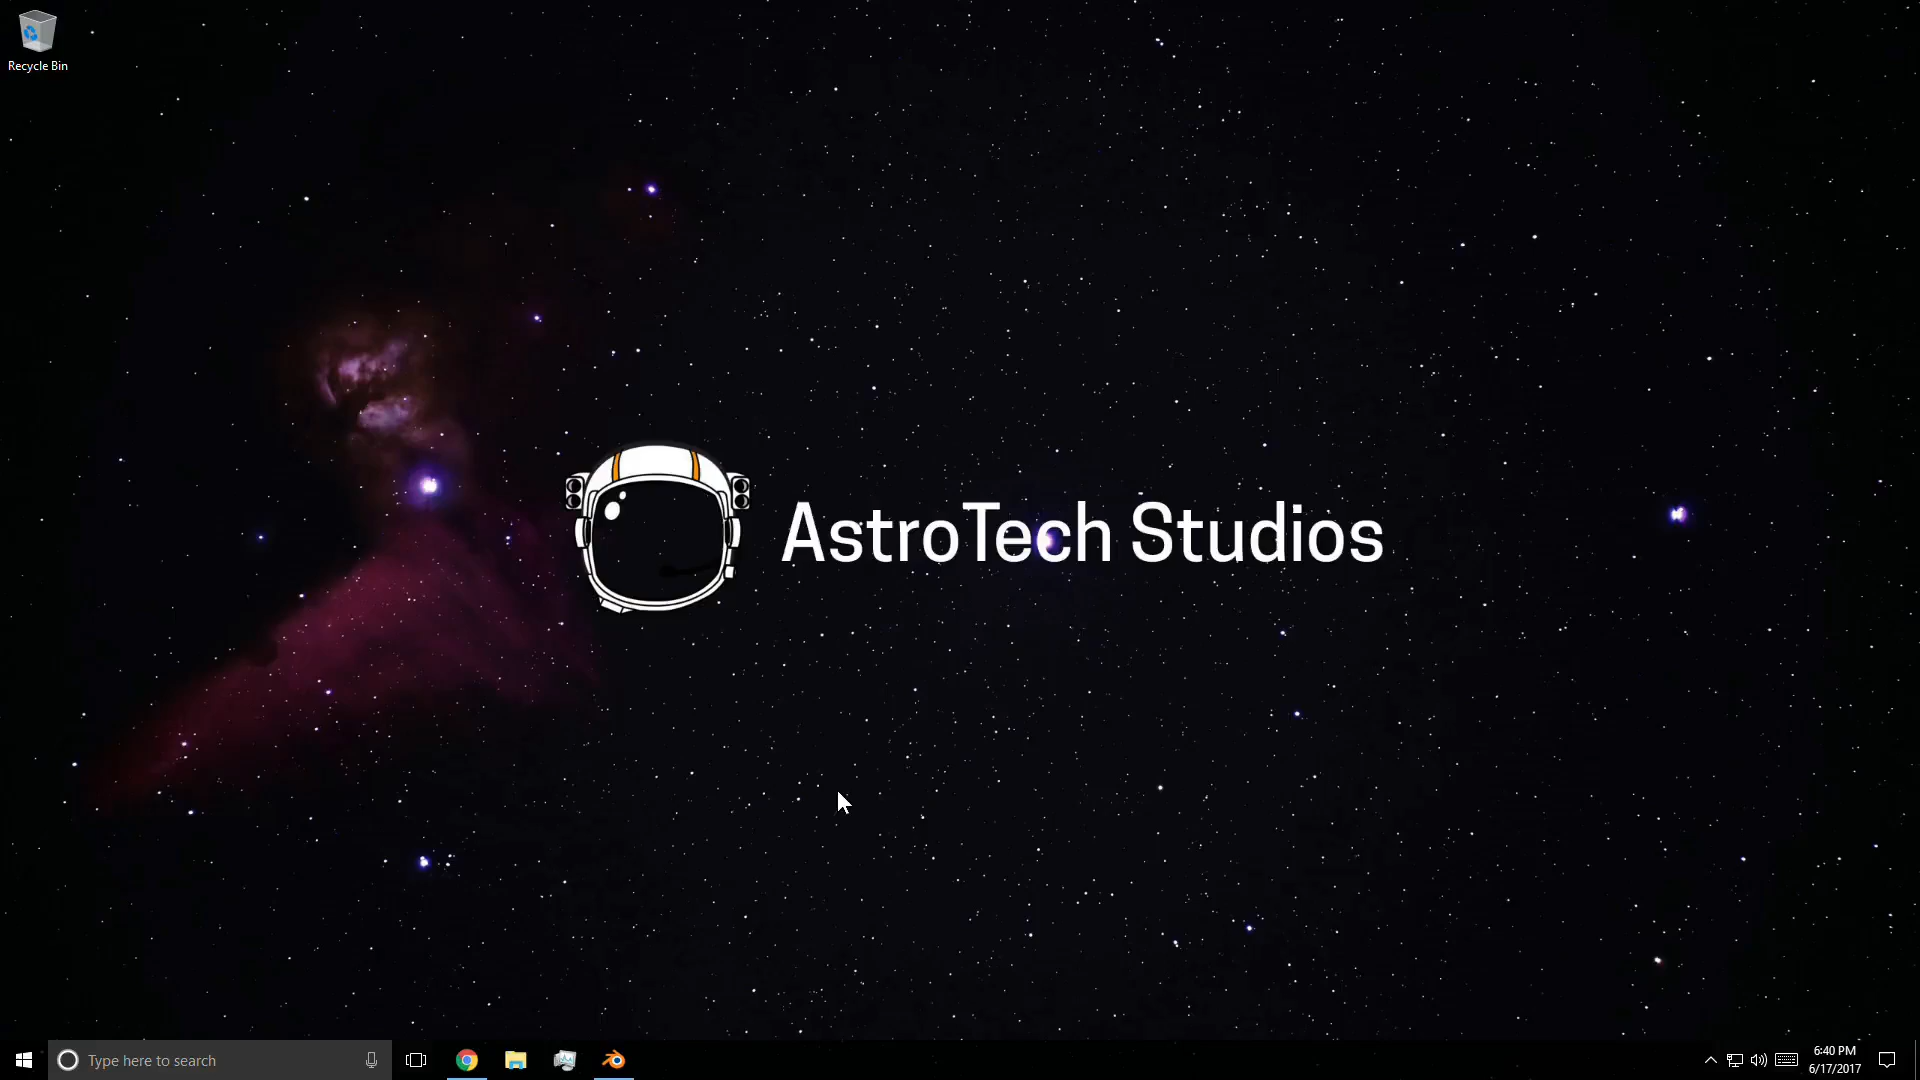 Recycle Bin
AstroTech Studios
Type here to search
6:40 PM
6/17/2017